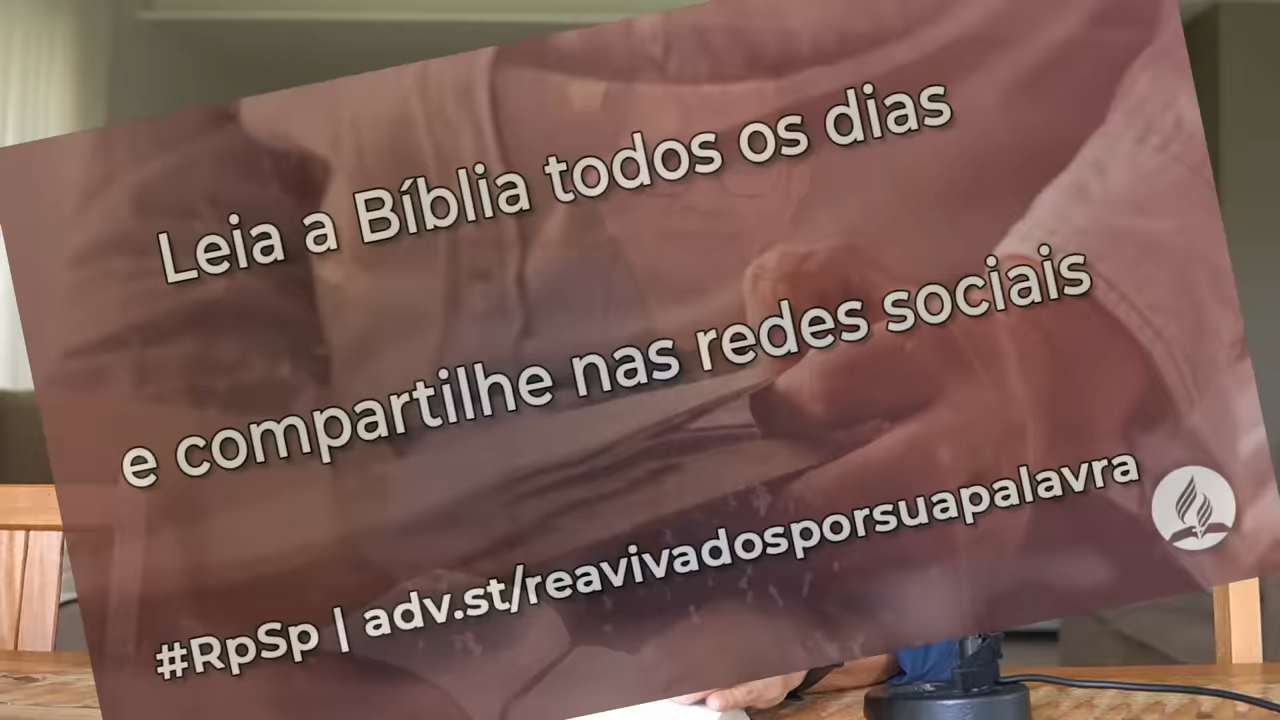 Leia a Bíblia todos os dias
e compartilhe nas redes sociais
#RpSp | adv.st/reavivadosporsuapalavra